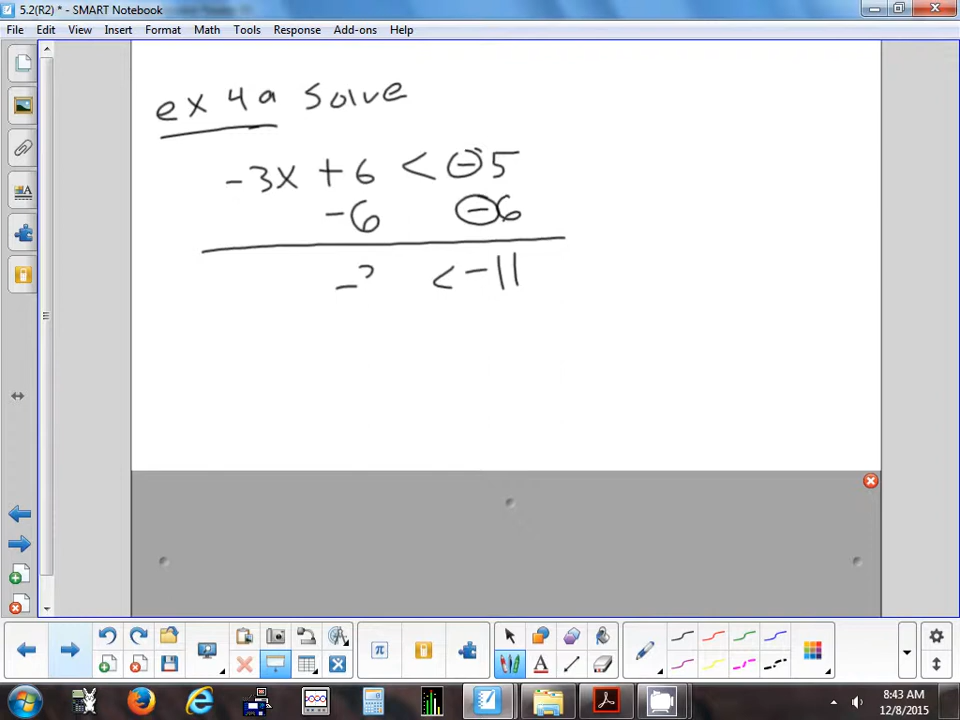 5.2(R2) * - SMART Notebook
File Edit View Insert Format Math Tools Response Add-ons Help
ex 4a solve
-3x + 6 < -5
-6 -6
- < -11
π
A
8:43 AM
12/8/2015